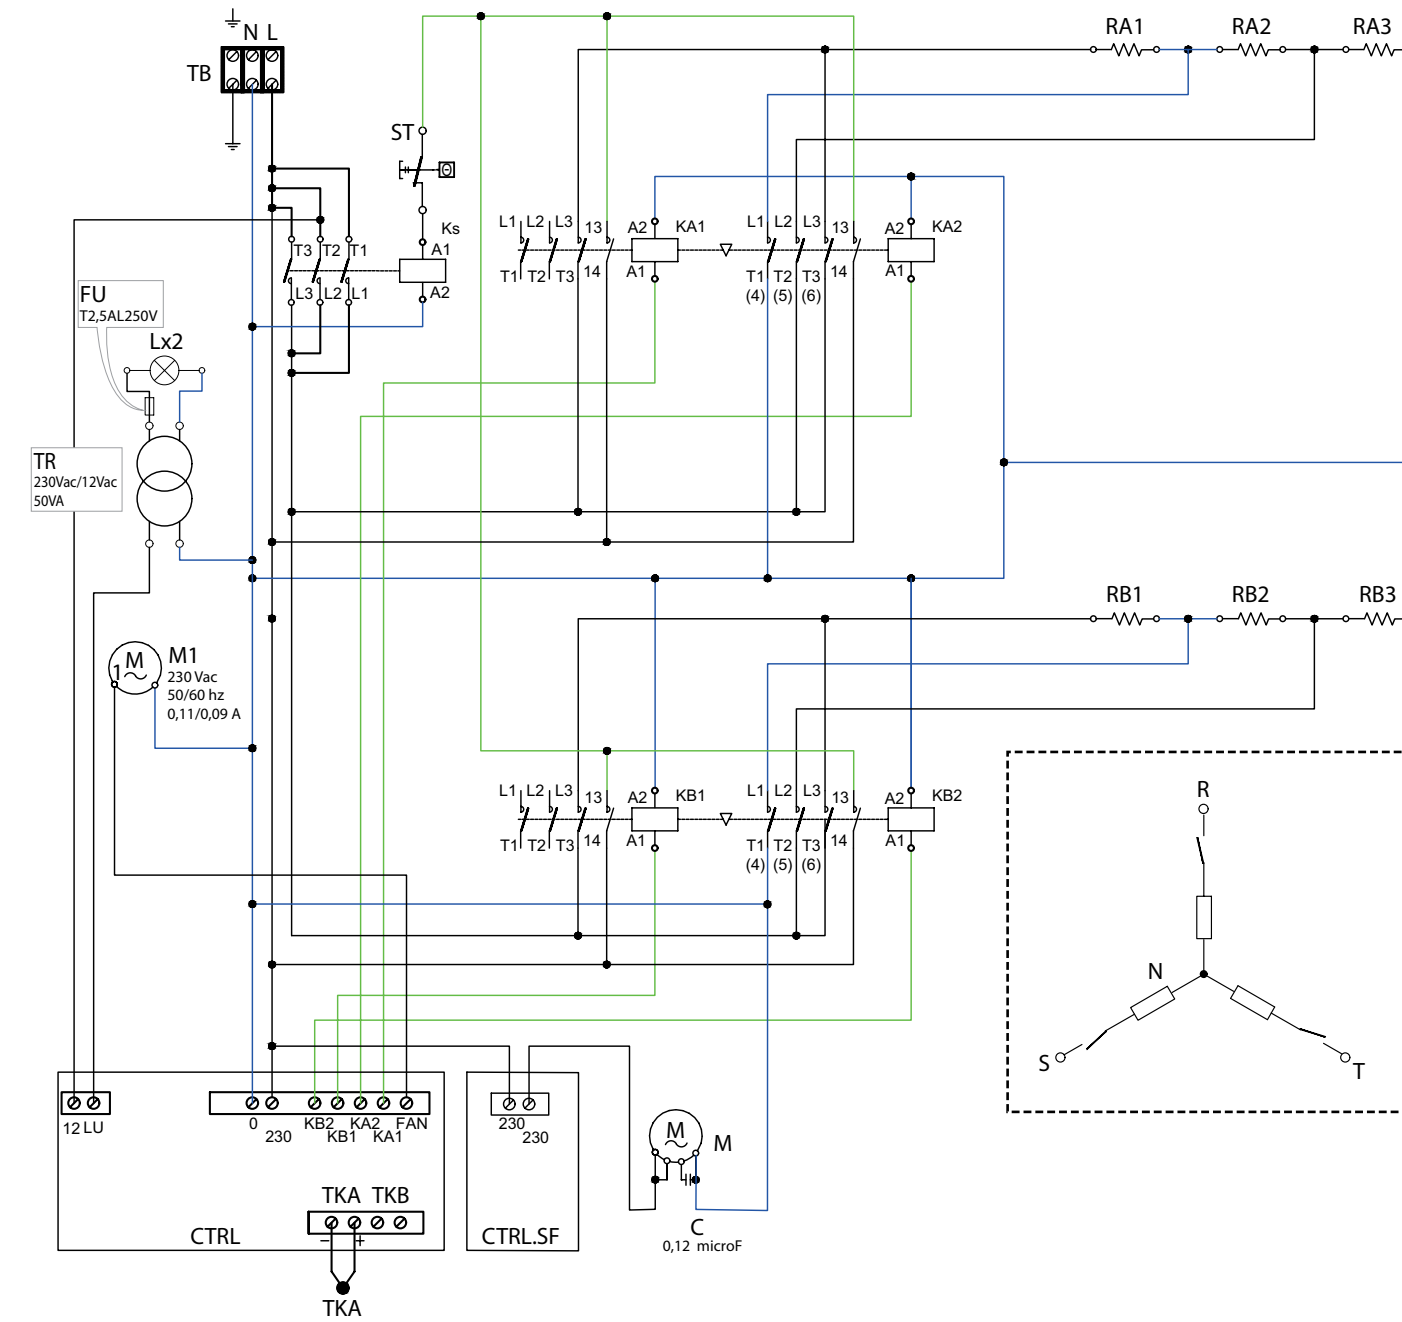 N L
RA1 RA2 RA3
TB
ST
L1 L2 L3 13 A2 KA1 L1 L2 L3 13 A2 KA2
Ks
A1
T3 T2 T1
T1 T2 T3 14 A1 T1 T2 T3 14 A1
(4) (5) (6)
L3 L2 L1 A2
FU
T2,5AL250V
Lx2
TR
230Vac/12Vac
50VA
RB1 RB2 RB3
M
1
M1
230 Vac
50/60 hz
0,11/0,09 A
L1 L2 L3 13 A2 KB1 L1 L2 L3 13 A2 KB2
T1 T2 T3 14 A1 T1 T2 T3 14 A1
(4) (5) (6)
R
N
S T
12 LU 0 230 KB2 KB1 KA2 KA1 FAN
230 230
M M
TKA TKB
− +
CTRL CTRL.SF
C
0,12 microF
TKA